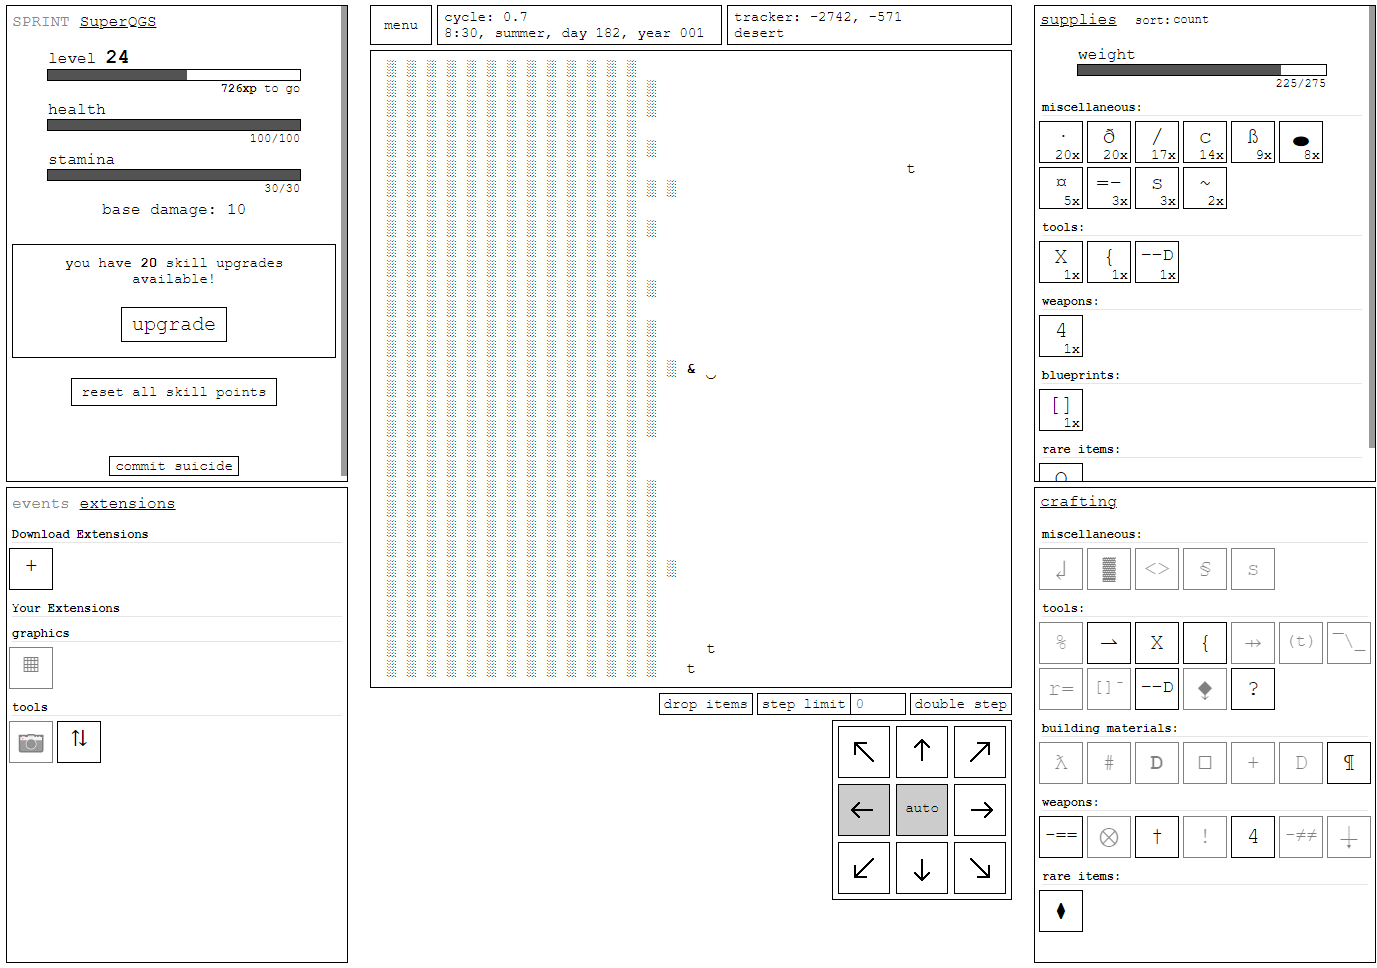 SPRINT SuperQGS
level 24
726xp to go
health
100/100
stamina
30/30
base damage: 10
you have 20 skill upgrades
available!
upgrade
reset all skill points
commit suicide
events extensions
Download Extensions
+
Your Extensions
graphics
tools
⇅
menu
cycle: 0.7
8:30, summer, day 182, year 001
tracker: -2742, -571
desert
t
& ‿
t
t
drop items
step limit 0
double step
↖ ↑ ↗
← auto →
↙ ↓ ↘
supplies sort: count
weight
225/275
miscellaneous:
· ð / c ß
20x 20x 17x 14x 9x 8x
¤ =- s ~
5x 3x 3x 2x
tools:
X { --D
1x 1x 1x
weapons:
4
1x
blueprints:
[]
1x
rare items:
crafting
miscellaneous:
↲ ▓ <> § s
tools:
% ⇀ X { ⇸ (t) ¯\_
r= []¯ --D ?
building materials:
ƛ # D □ + D ¶
weapons:
-== ⊗ † ! 4 -≠≠
rare items:
⧫